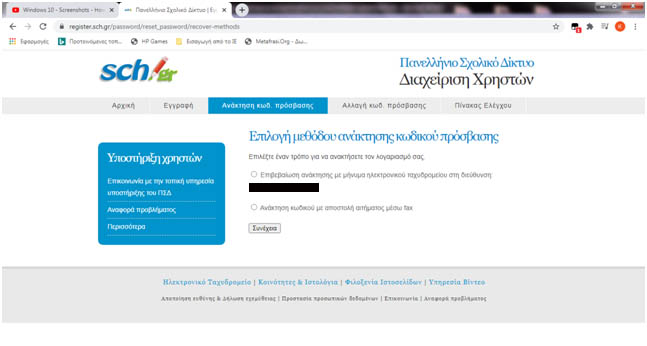 Windows 10 - Screenshots - How
Πανελλήνιο Σχολικό Δίκτυο | Εγγ
register.sch.gr/password/reset_password/recover-methods
Εφαρμογές
Προτεινόμενες τοπ...
HP Games
Εισαγωγή από το IE
Metafrasi.Org - Δω...
sch.gr
Πανελλήνιο Σχολικό Δίκτυο
Διαχείριση Χρηστών
Αρχική
Εγγραφή
Ανάκτηση κωδ. πρόσβασης
Αλλαγή κωδ. πρόσβασης
Πίνακας Ελέγχου
Υποστήριξη χρηστών
Επικοινωνία με την τοπική υπηρεσία
υποστήριξης του ΠΣΔ
Αναφορά προβλήματος
Περισσότερα
Επιλογή μεθόδου ανάκτησης κωδικού πρόσβασης
Επιλέξτε έναν τρόπο για να ανακτήσετε τον λογαριασμό σας.
Επιβεβαίωση ανάκτησης με μήνυμα ηλεκτρονικού ταχυδρομείου στη διεύθυνση:
Ανάκτηση κωδικού με αποστολή αιτήματος μέσω fax
Συνέχεια
Ηλεκτρονικό Ταχυδρομείο | Κοινότητες & Ιστολόγια | Φιλοξενία Ιστοσελίδων | Υπηρεσία Βίντεο
Αποποίηση ευθύνης & Δήλωση εχεμύθειας | Προστασία προσωπικών δεδομένων | Επικοινωνία | Αναφορά προβλήματος